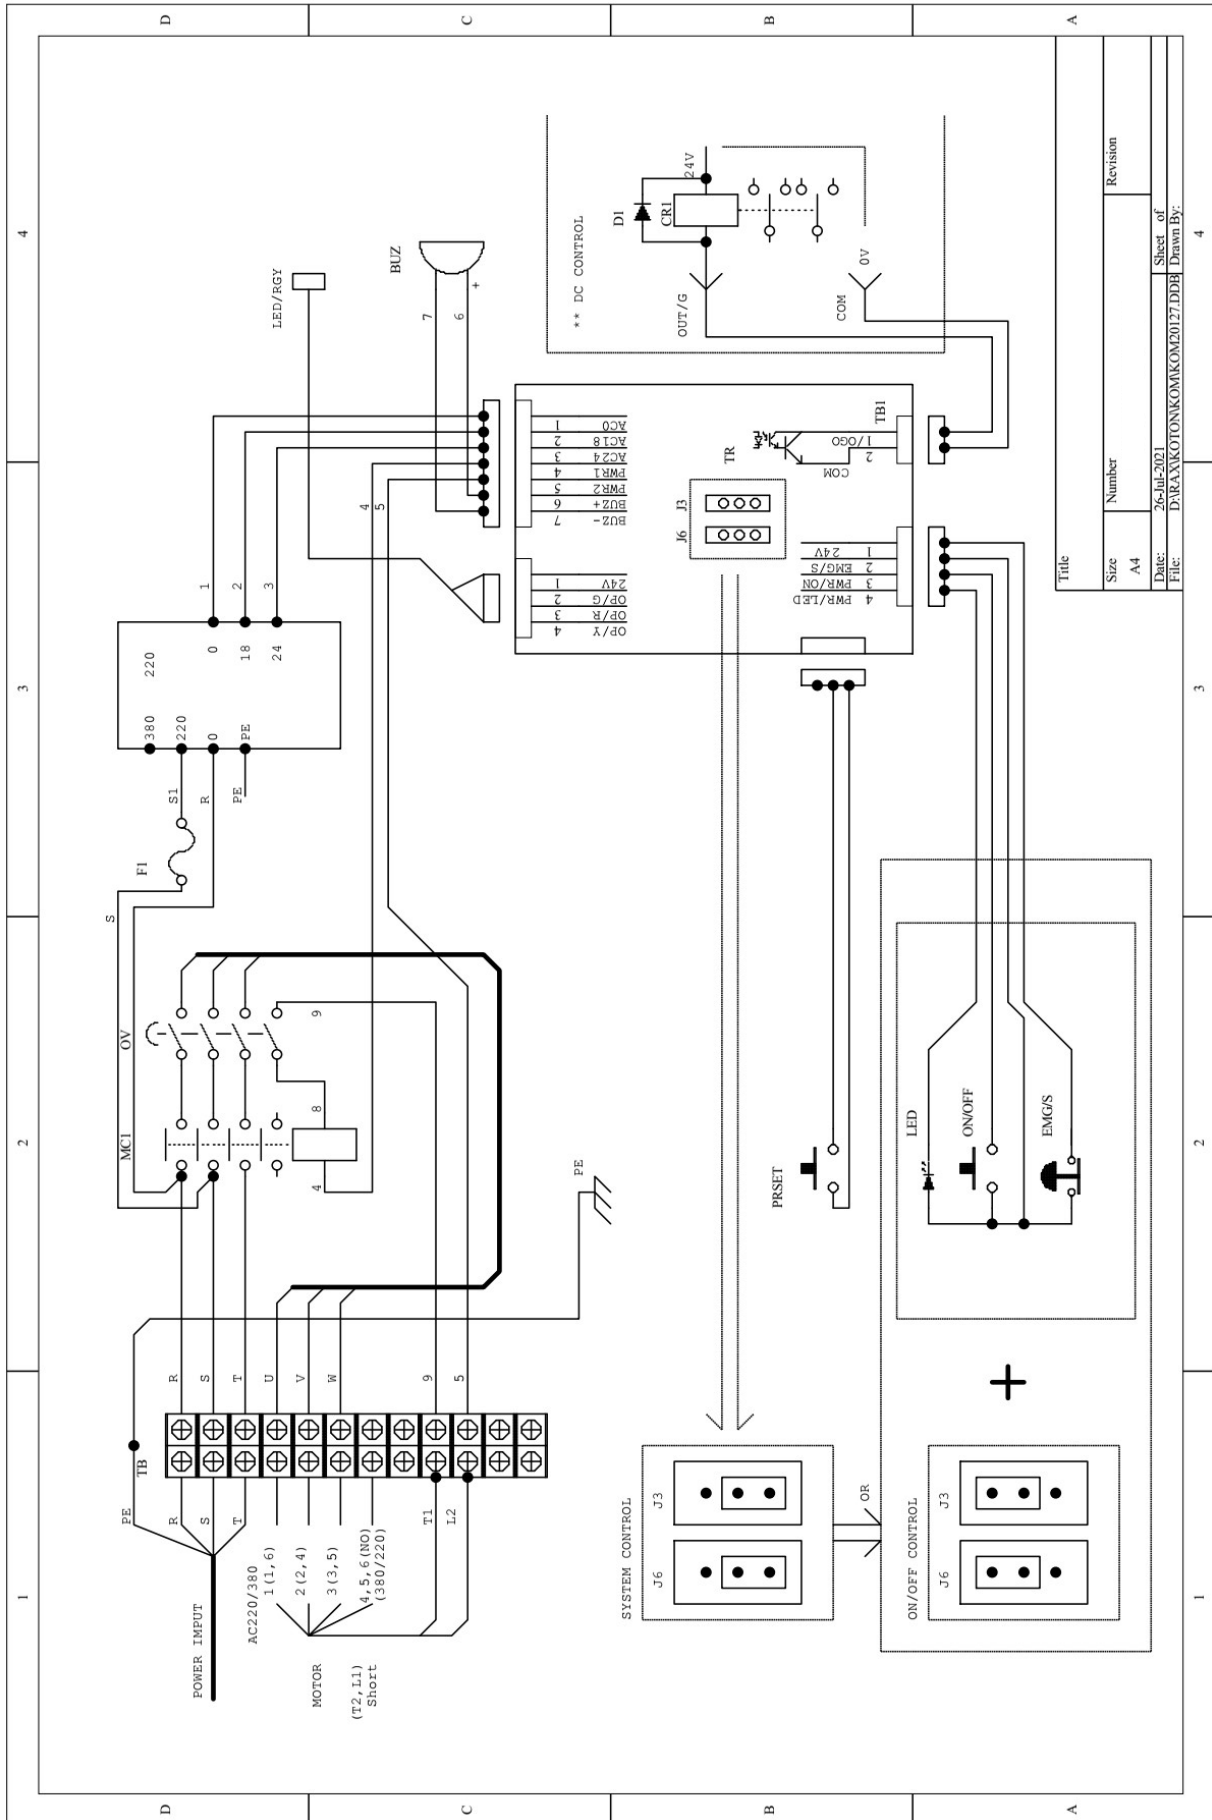 1
2
3
4
D
C
B
A
POWER IMPUT
PE
R
S
T
TB
R
S
T
U
V
W
9
5
AC220/380
1(1,6)
2(2,4)
3(3,5)
4,5,6(NO)
(380/220)
MOTOR
(T2,L1)
Short
T1
L2
MC1
OV
4
8
9
PE
S
F1
S1
R
PE
380
220
0
PE
220
0
18
24
1
2
3
4
5
LED/RGY
BUZ
7
6
+
AC0 1
AC18 2
AC24 3
PWR1 4
PWR2 5
BUZ+ 6
BUZ- 7
24V 1
OP/G 2
OP/R 3
OP/Y 4
J6
J3
TR
TB1
1/OGO
2
COM
1 24V
2 EMG/S
3 PWR/ON
4 PWR/LED
** DC CONTROL
D1
CR1
24V
OUT/G
COM
0V
PRSET
SYSTEM CONTROL
J6
J3
OR
ON/OFF CONTROL
J6
J3
LED
ON/OFF
EMG/S
Title
Size
A4
Number
Revision
Date: 26-Jul-2021
Sheet of
File: D:\RAX\KOTON\KOM\KOM20127.DDB
Drawn By:
1
2
3
4
D
C
B
A